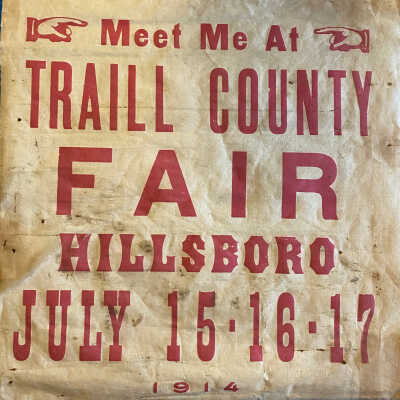 Meet Me At
TRAILL COUNTY
FAIR
HILLSBORO
JULY 15·16·17
1914